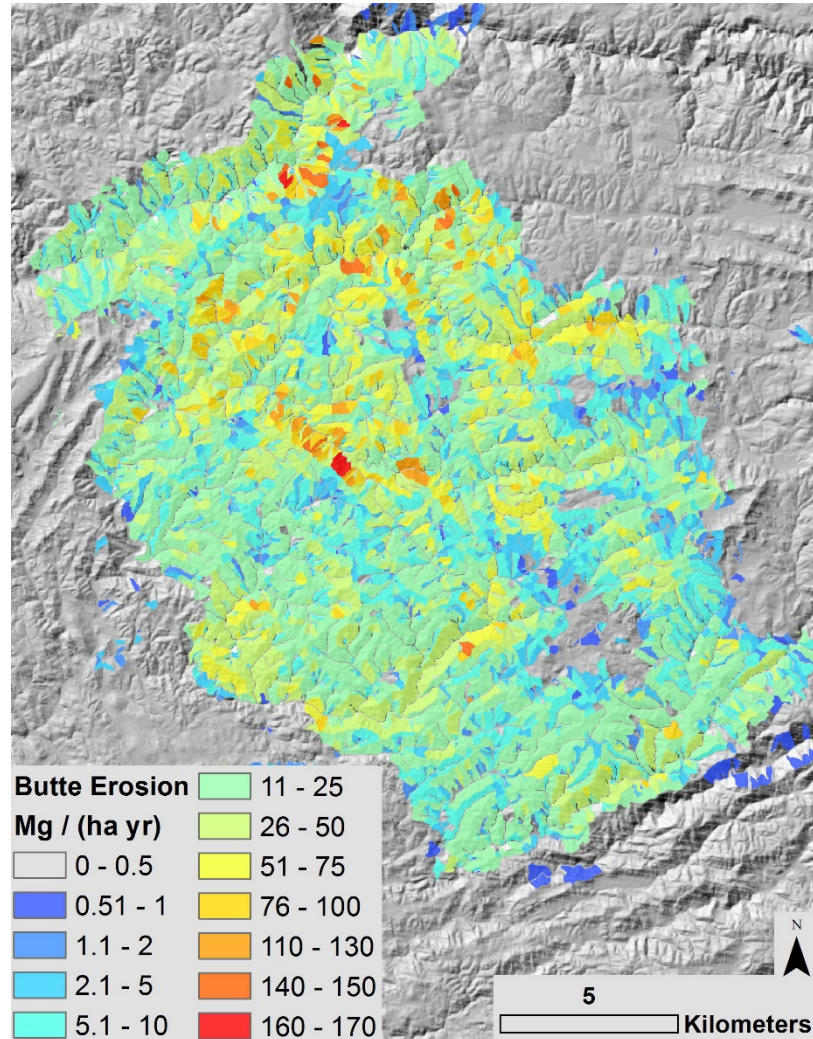 Butte Erosion
Mg / (ha yr)
0 - 0.5
0.51 - 1
1.1 - 2
2.1 - 5
5.1 - 10
11 - 25
26 - 50
51 - 75
76 - 100
110 - 130
140 - 150
160 - 170
N
5
Kilometers